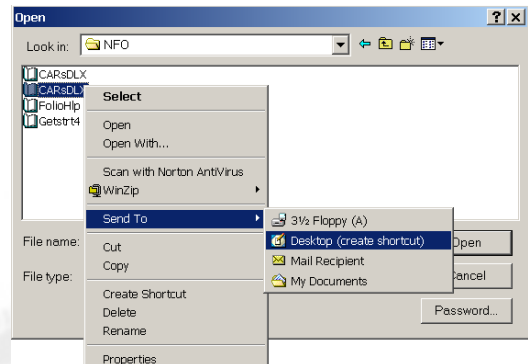 Open
Look in: NFO
CARsDLX
CARsDLX
FolioHlp
Getstrt4
Select
Open
Open With...
Scan with Norton AntiVirus
WinZip
Send To
Cut
Copy
Create Shortcut
Delete
Rename
Properties
3½ Floppy (A)
Desktop (create shortcut)
Mail Recipient
My Documents
File name:
Open
File type:
Cancel
Password...